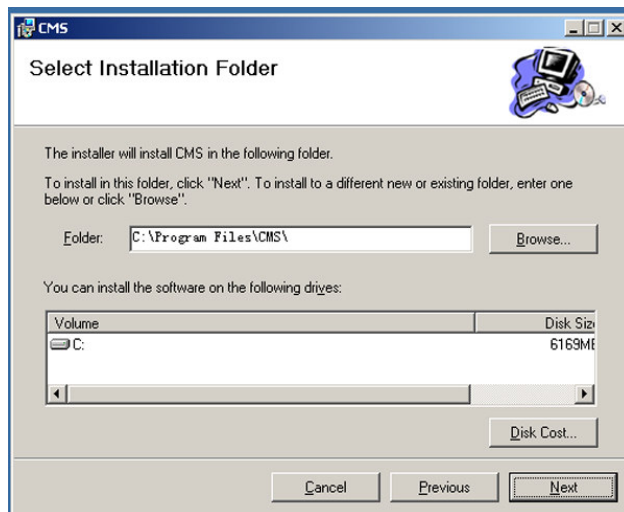 CMS
Select Installation Folder
The installer will install CMS in the following folder.
To install in this folder, click "Next". To install to a different new or existing folder, enter one
below or click "Browse".
Folder: C:\Program Files\CMS\ Browse...
You can install the software on the following drives:
Volume Disk Siz
C: 6169M
Disk Cost...
Cancel Previous Next